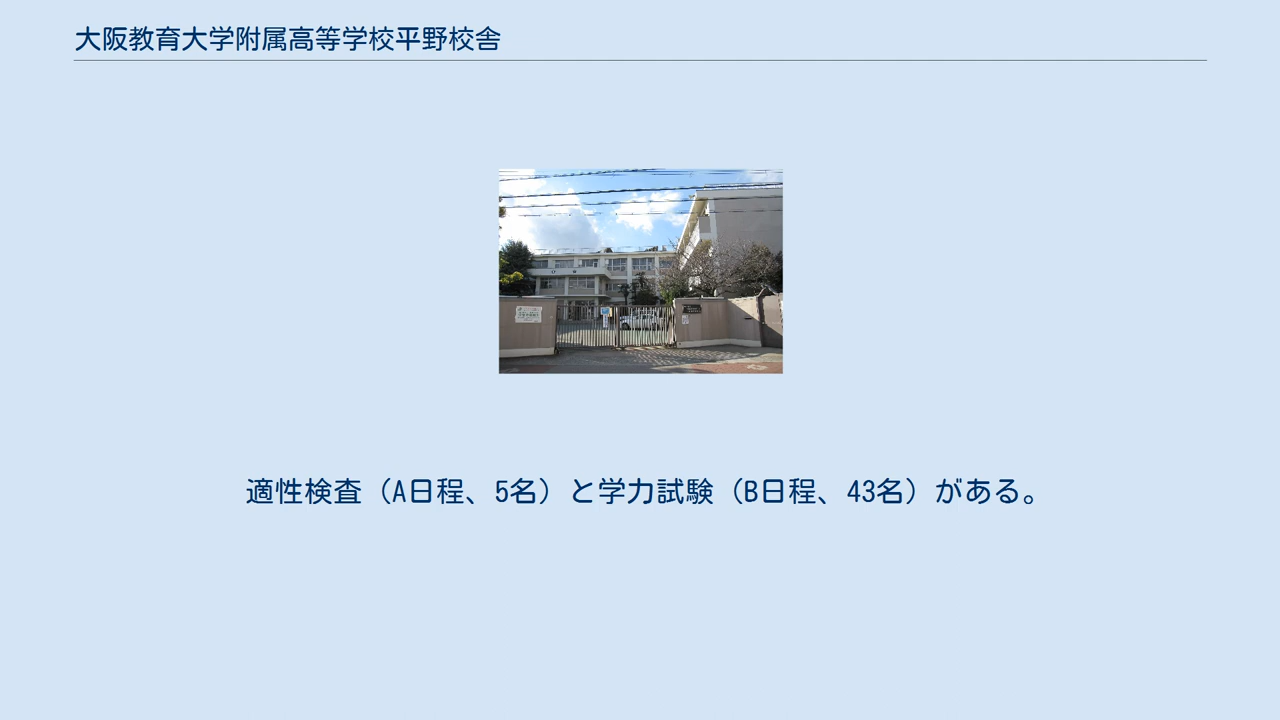 大阪教育大学附属高等学校平野校舎
適性検査（A日程、5名）と学力試験（B日程、43名）がある。